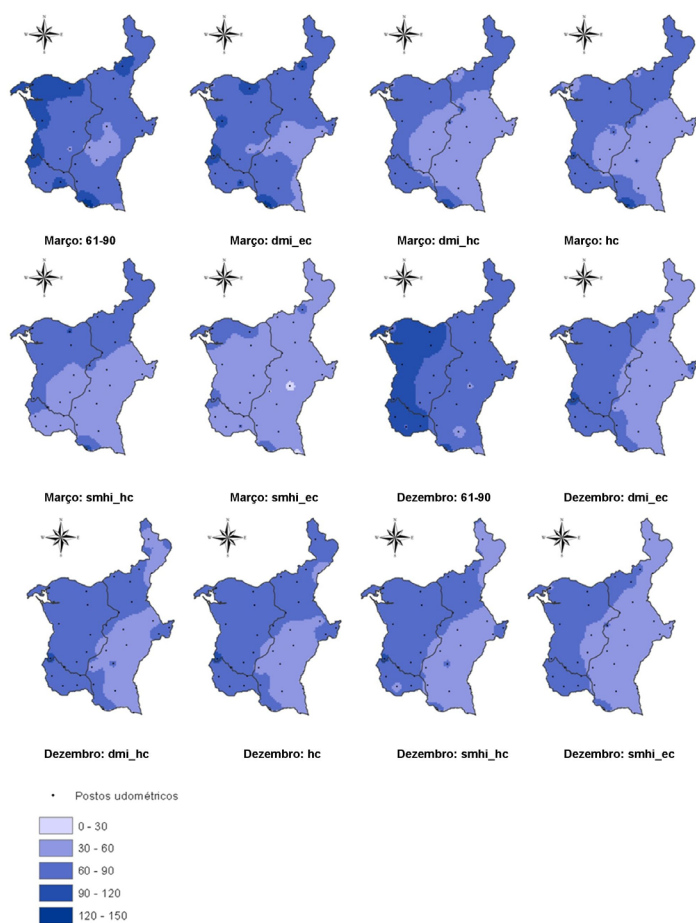 Março: 61-90
Março: dmi_ec
Março: dmi_hc
Março: hc
Março: smhi_hc
Março: smhi_ec
Dezembro: 61-90
Dezembro: dmi_ec
Dezembro: dmi_hc
Dezembro: hc
Dezembro: smhi_hc
Dezembro: smhi_ec
Postos udométricos
0 - 30
30 - 60
60 - 90
90 - 120
120 - 150